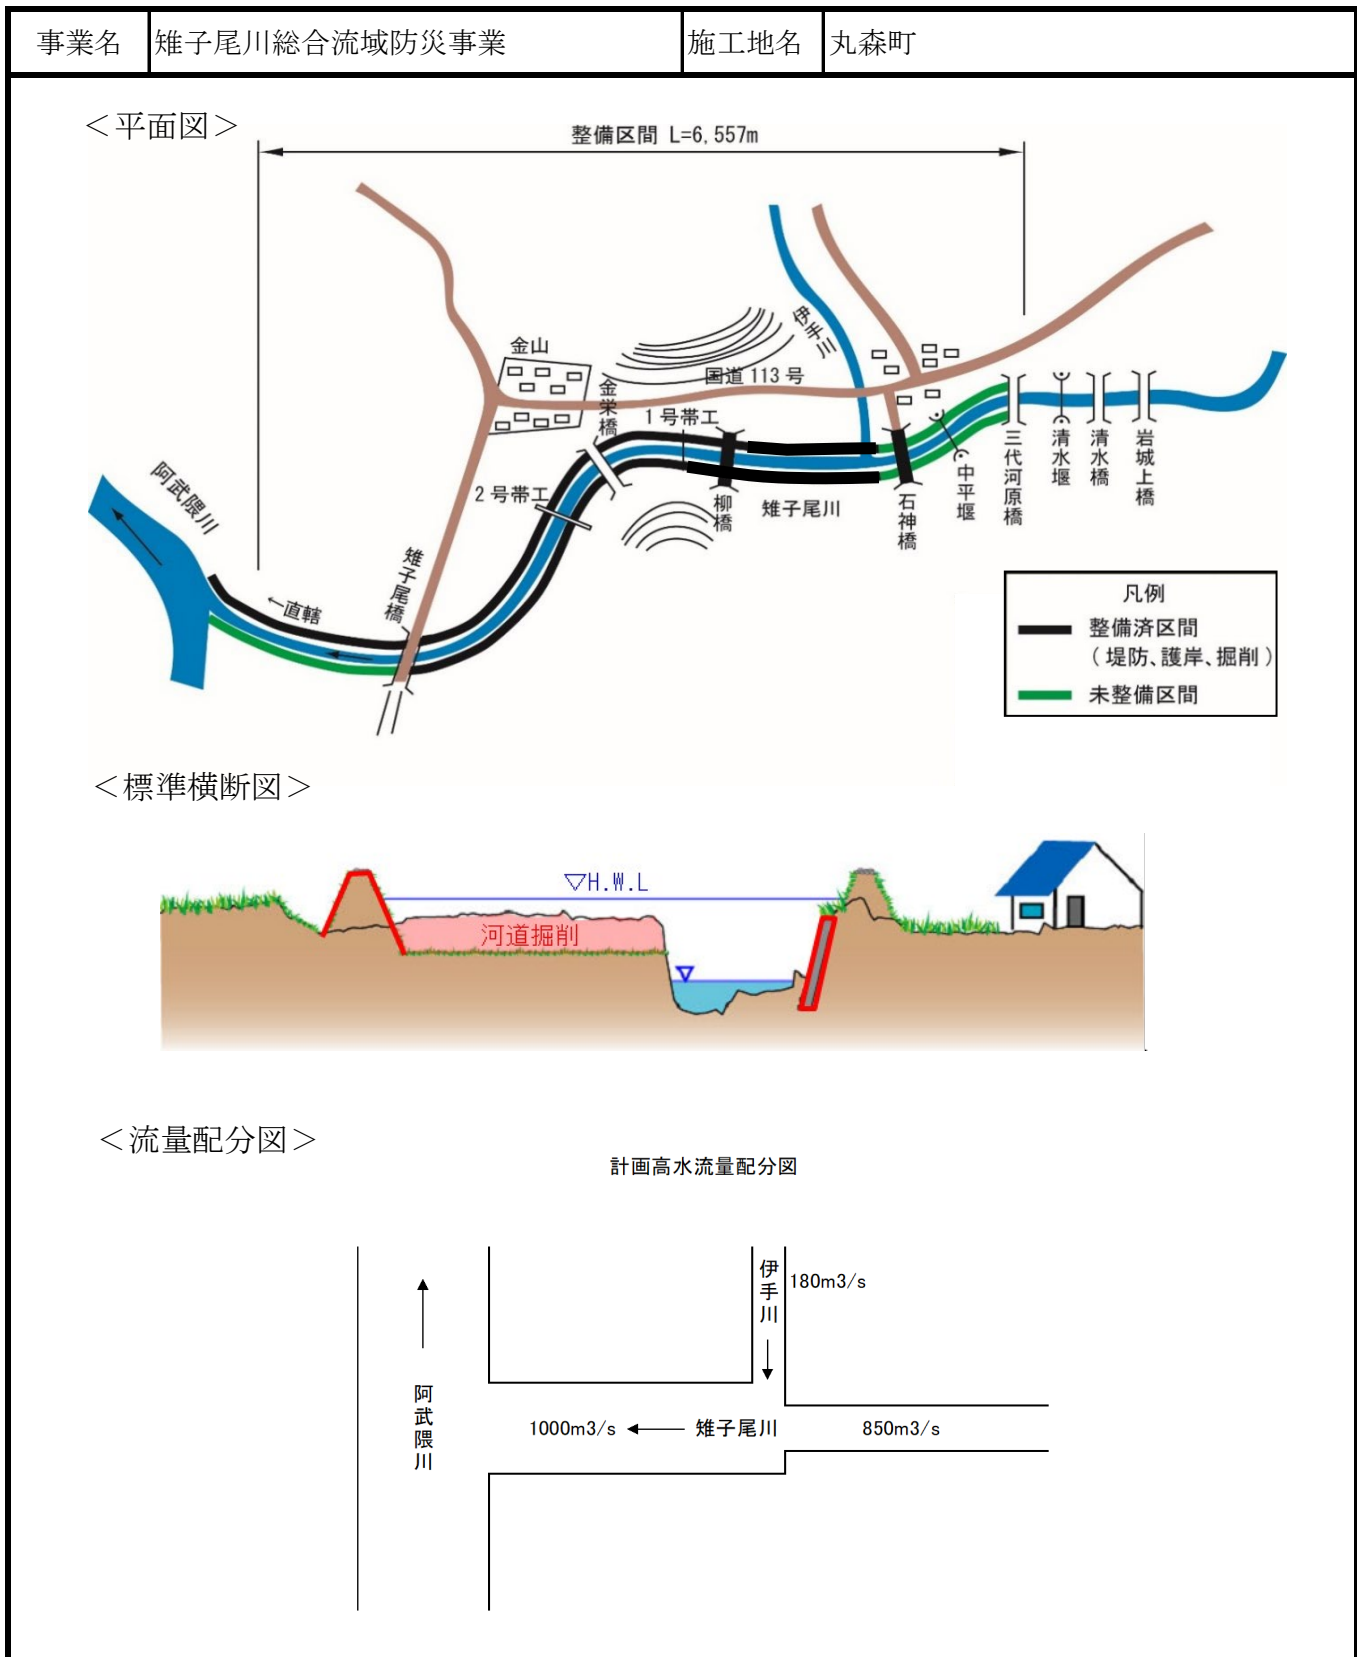 事業名
雉子尾川総合流域防災事業
施工地名
丸森町
＜平面図＞
整備区間 L=6,557m
伊手川
金山
国道113号
金栄橋
1号帯工
2号帯工
阿武隈川
柳橋
雉子尾川
石神橋
中平堰
三代河原橋
清水堰
清水橋
岩城上橋
雉子尾橋
←直轄
凡例
整備済区間
（堤防、護岸、掘削）
未整備区間
＜標準横断図＞
▽H.W.L
河道掘削
＜流量配分図＞
計画高水流量配分図
伊手川
180m3/s
阿武隈川
1000m3/s
雉子尾川
850m3/s